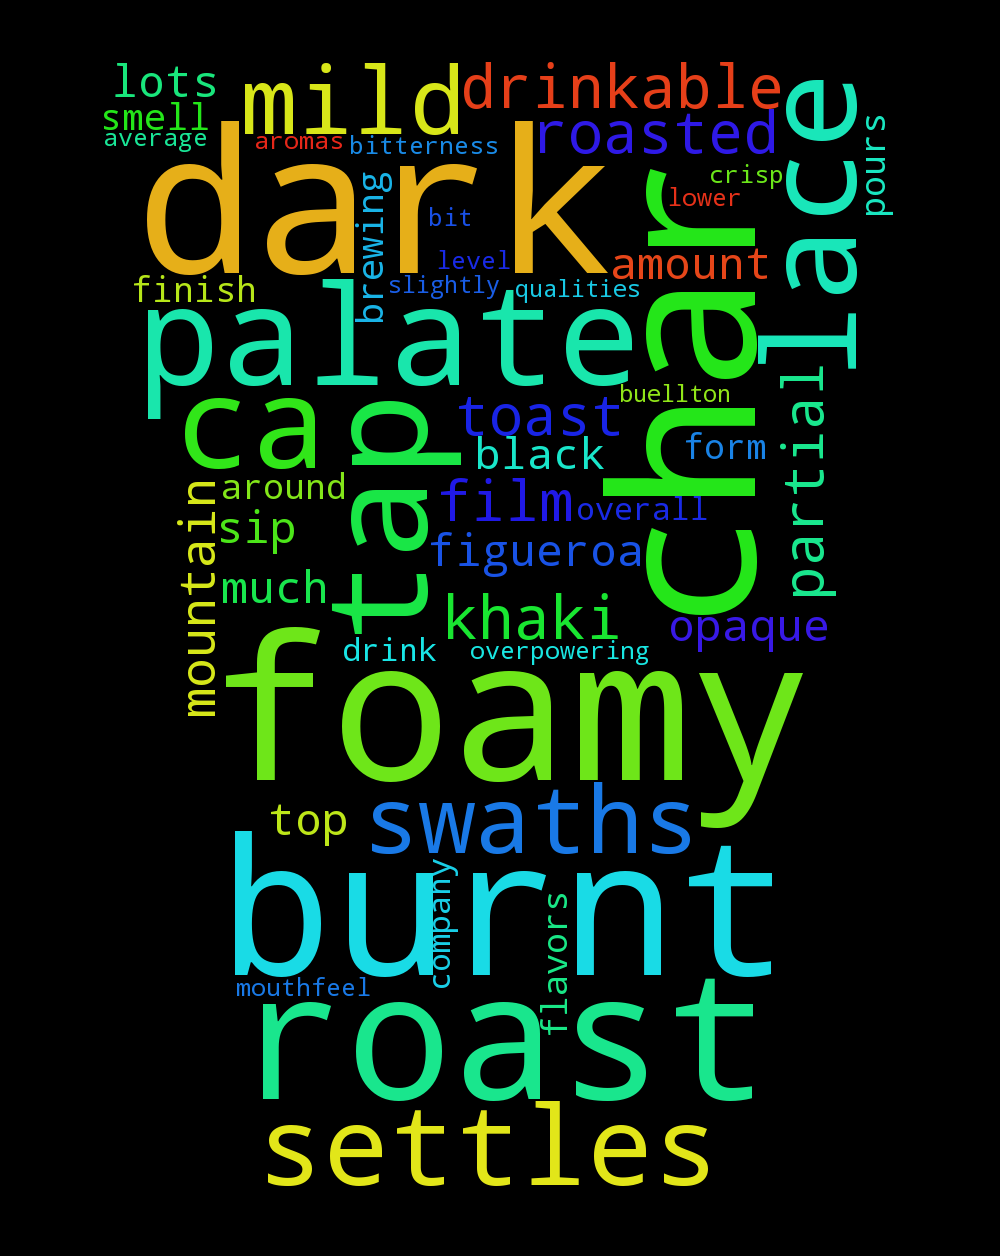 lots
mild
drinkable
smell
roasted
average
aromas
bitterness
lace
pours
dark
brewing
bit
crisp
lower
char
level
amount
finish
slightly
qualities
palate
partial
buellton
ca
tap
toast
black
form
mountain
around
film
overall
sip
figueroa
much
khaki
opaque
drink
overpowering
foamy
top
swaths
burnt
company
flavors
mouthfeel
roast
settles